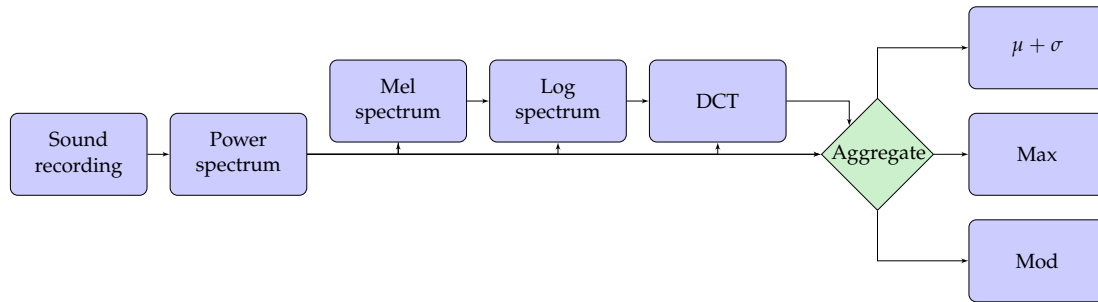 Sound
recording
Power
spectrum
Mel
spectrum
Log
spectrum
DCT
Aggregate
μ + σ
Max
Mod